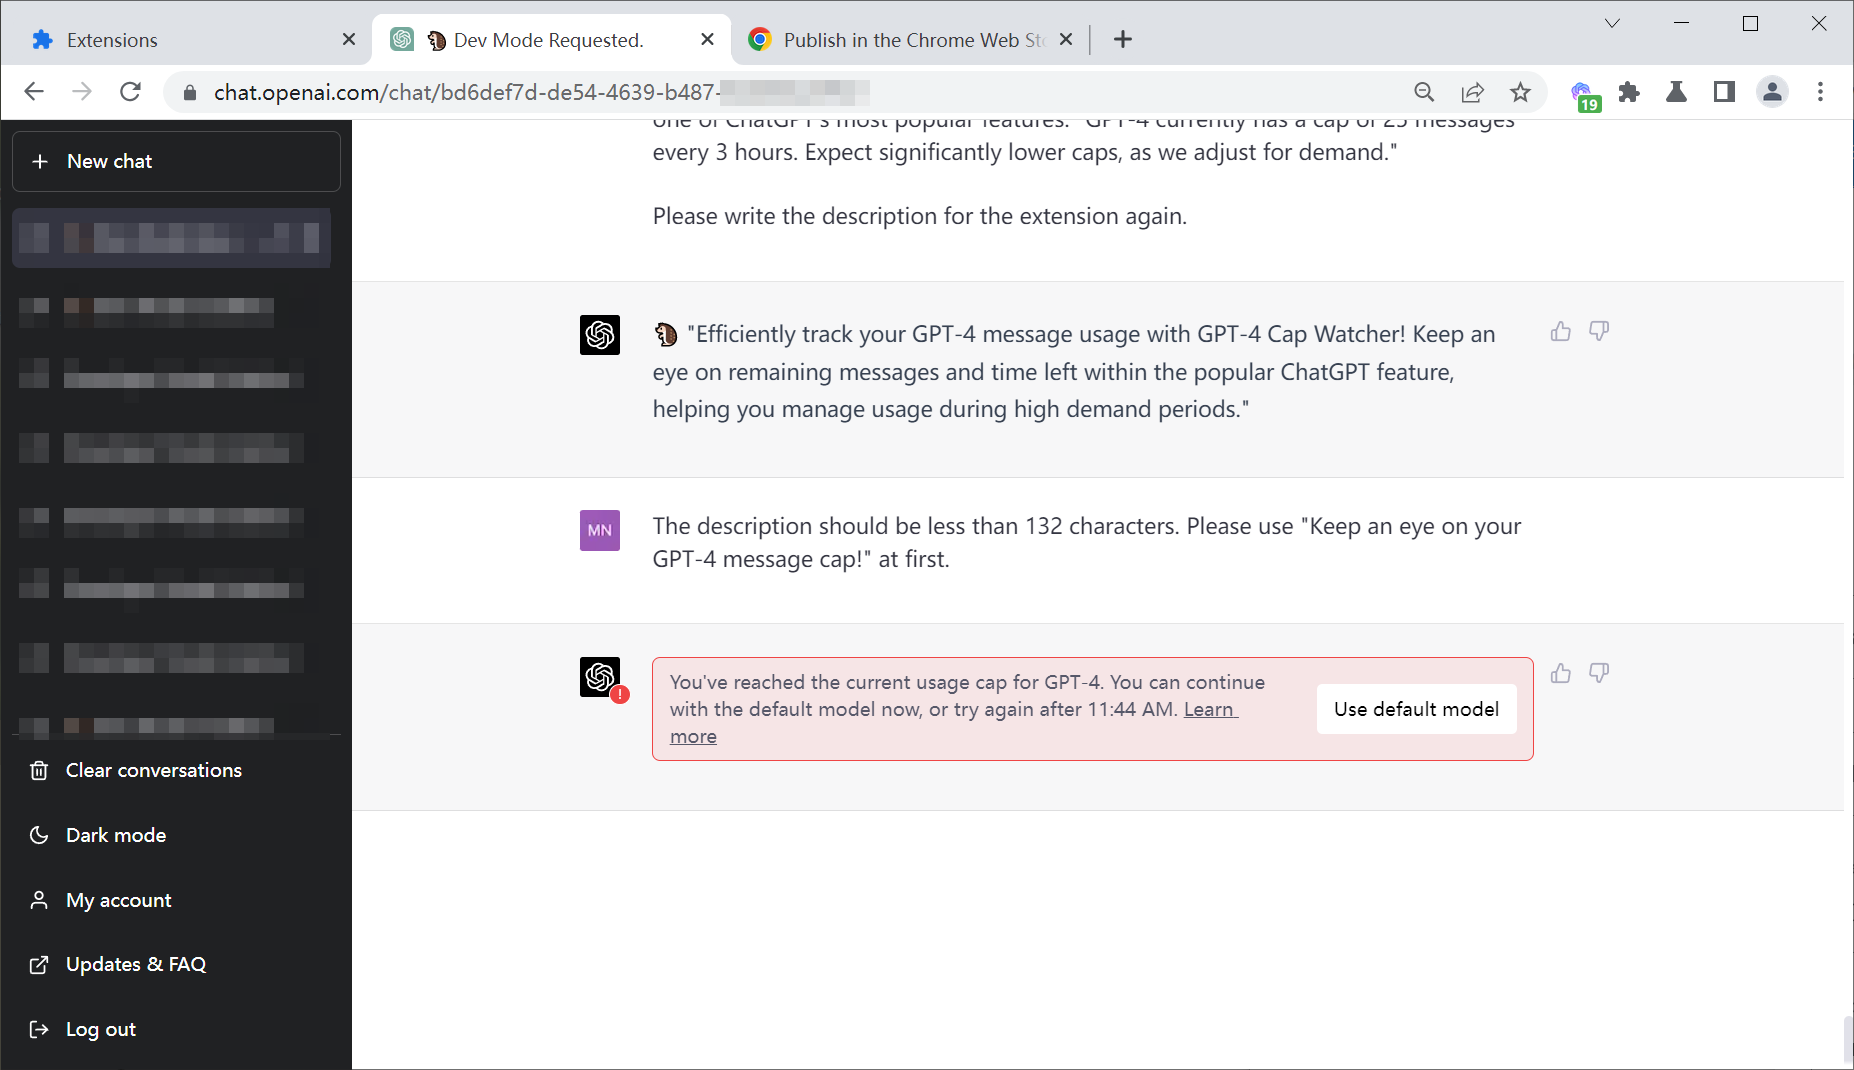 Extensions
Dev Mode Requested.
Publish in the Chrome Web Sto
chat.openai.com/chat/bd6def7d-de54-4639-b487-
19
New chat
one of ChatGPT's most popular features. "GPT-4 currently has a cap of 25 messages
every 3 hours. Expect significantly lower caps, as we adjust for demand."
Please write the description for the extension again.
"Efficiently track your GPT-4 message usage with GPT-4 Cap Watcher! Keep an
eye on remaining messages and time left within the popular ChatGPT feature,
helping you manage usage during high demand periods."
MN
The description should be less than 132 characters. Please use "Keep an eye on your
GPT-4 message cap!" at first.
You've reached the current usage cap for GPT-4. You can continue
with the default model now, or try again after 11:44 AM. Learn
more
Use default model
Clear conversations
Dark mode
My account
Updates & FAQ
Log out